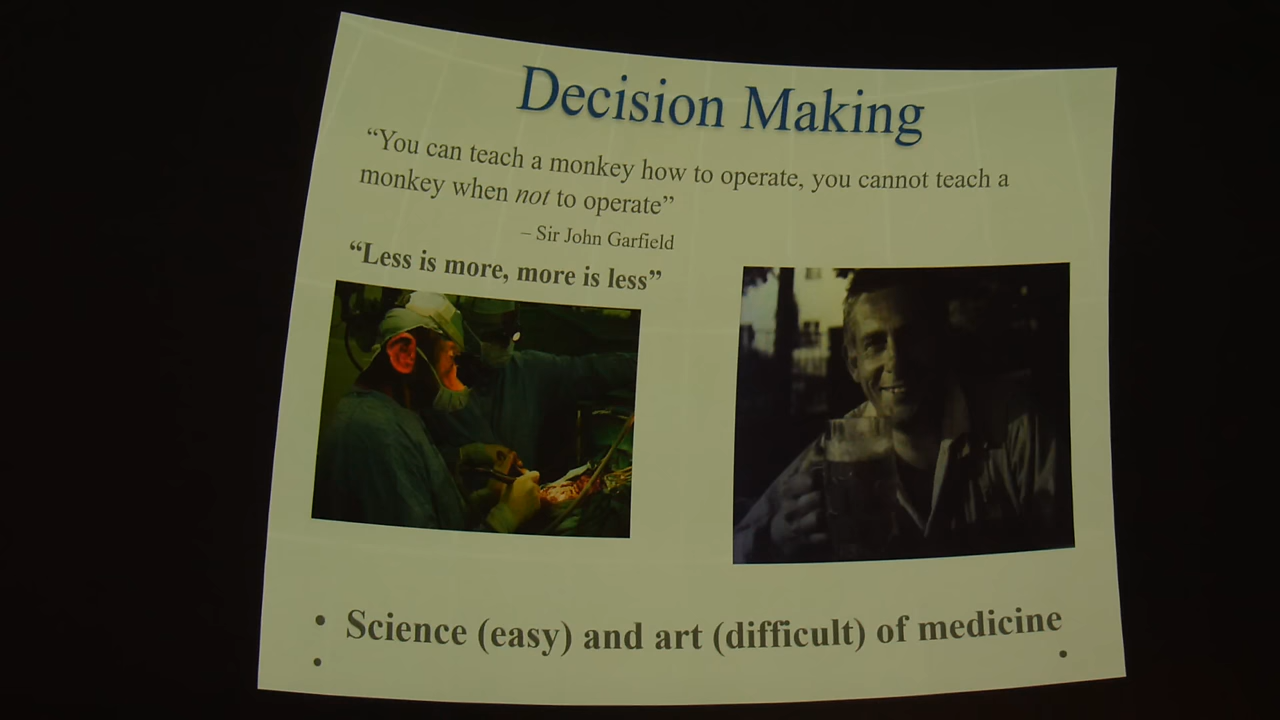 Decision Making
“You can teach a monkey how to operate, you cannot teach a
monkey when not to operate”
– Sir John Garfield
“Less is more, more is less”
• Science (easy) and art (difficult) of medicine